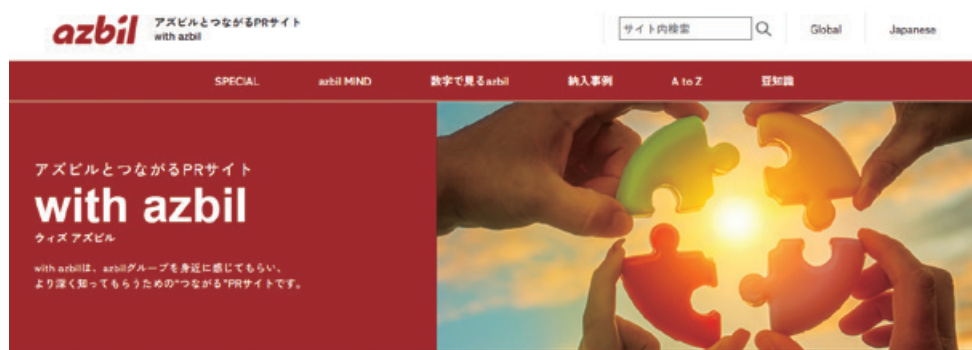 azbil
アズビルとつながるPRサイト
with azbil
サイト内検索
Global
Japanese
SPECIAL
azbil MIND
数字で見るazbil
納入事例
A to Z
豆知識
アズビルとつながるPRサイト
with azbil
ウィズ アズビル
with azbilは、azbilグループを身近に感じてもらい、
より深く知ってもらうための“つながる”PRサイトです。